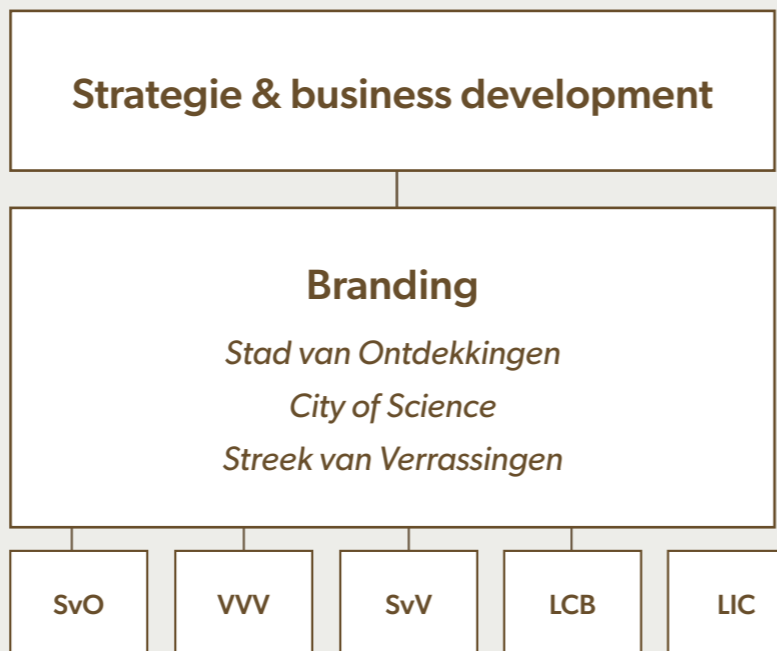 Strategie & business development
Branding
Stad van Ontdekkingen
City of Science
Streek van Verrassingen
SvO
VVV
SvV
LCB
LIC